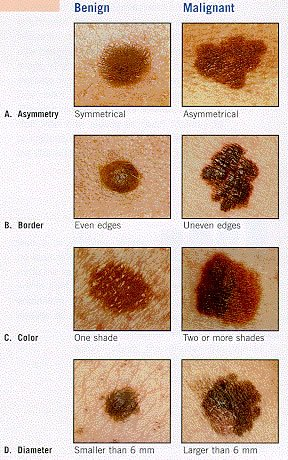 Benign Malignant
A. Asymmetry Symmetrical Asymmetrical
B. Border Even edges Uneven edges
C. Color One shade Two or more shades
D. Diameter Smaller than 6 mm Larger than 6 mm